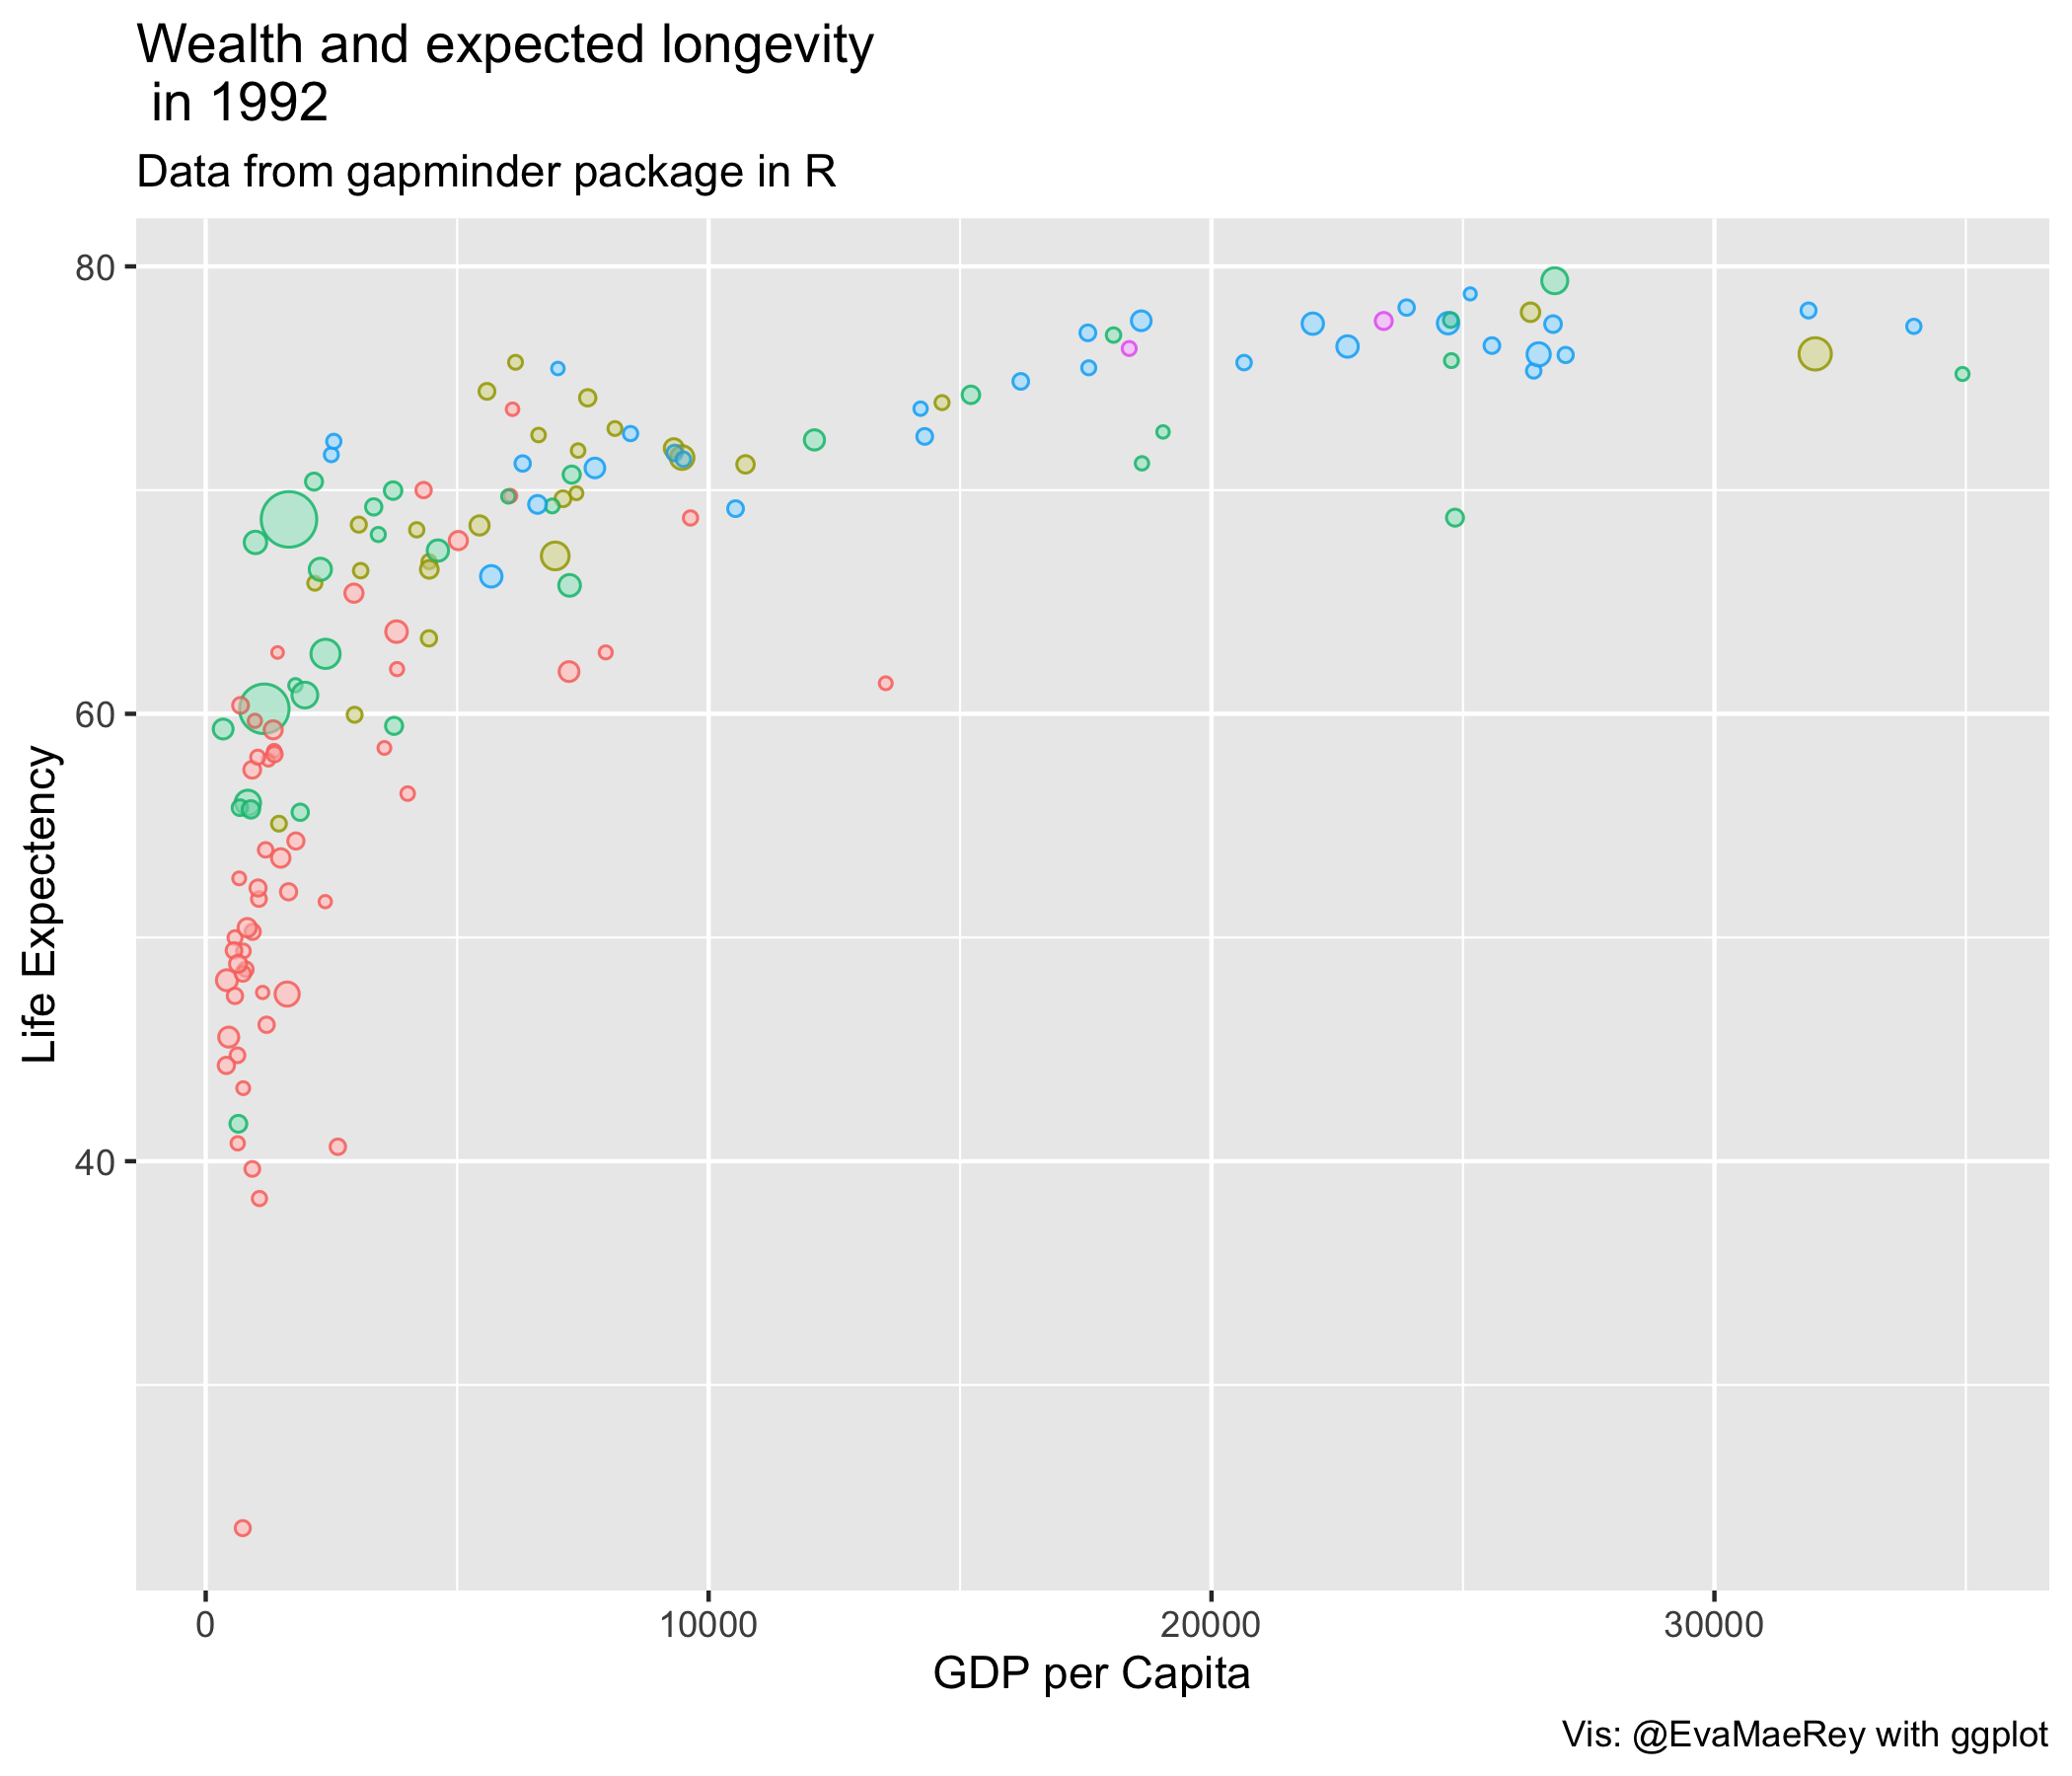 Wealth and expected longevity
in 1992
Data from gapminder package in R
80
60
40
Life Expectency
0 10000 20000 30000
GDP per Capita
Vis: @EvaMaeRey with ggplot